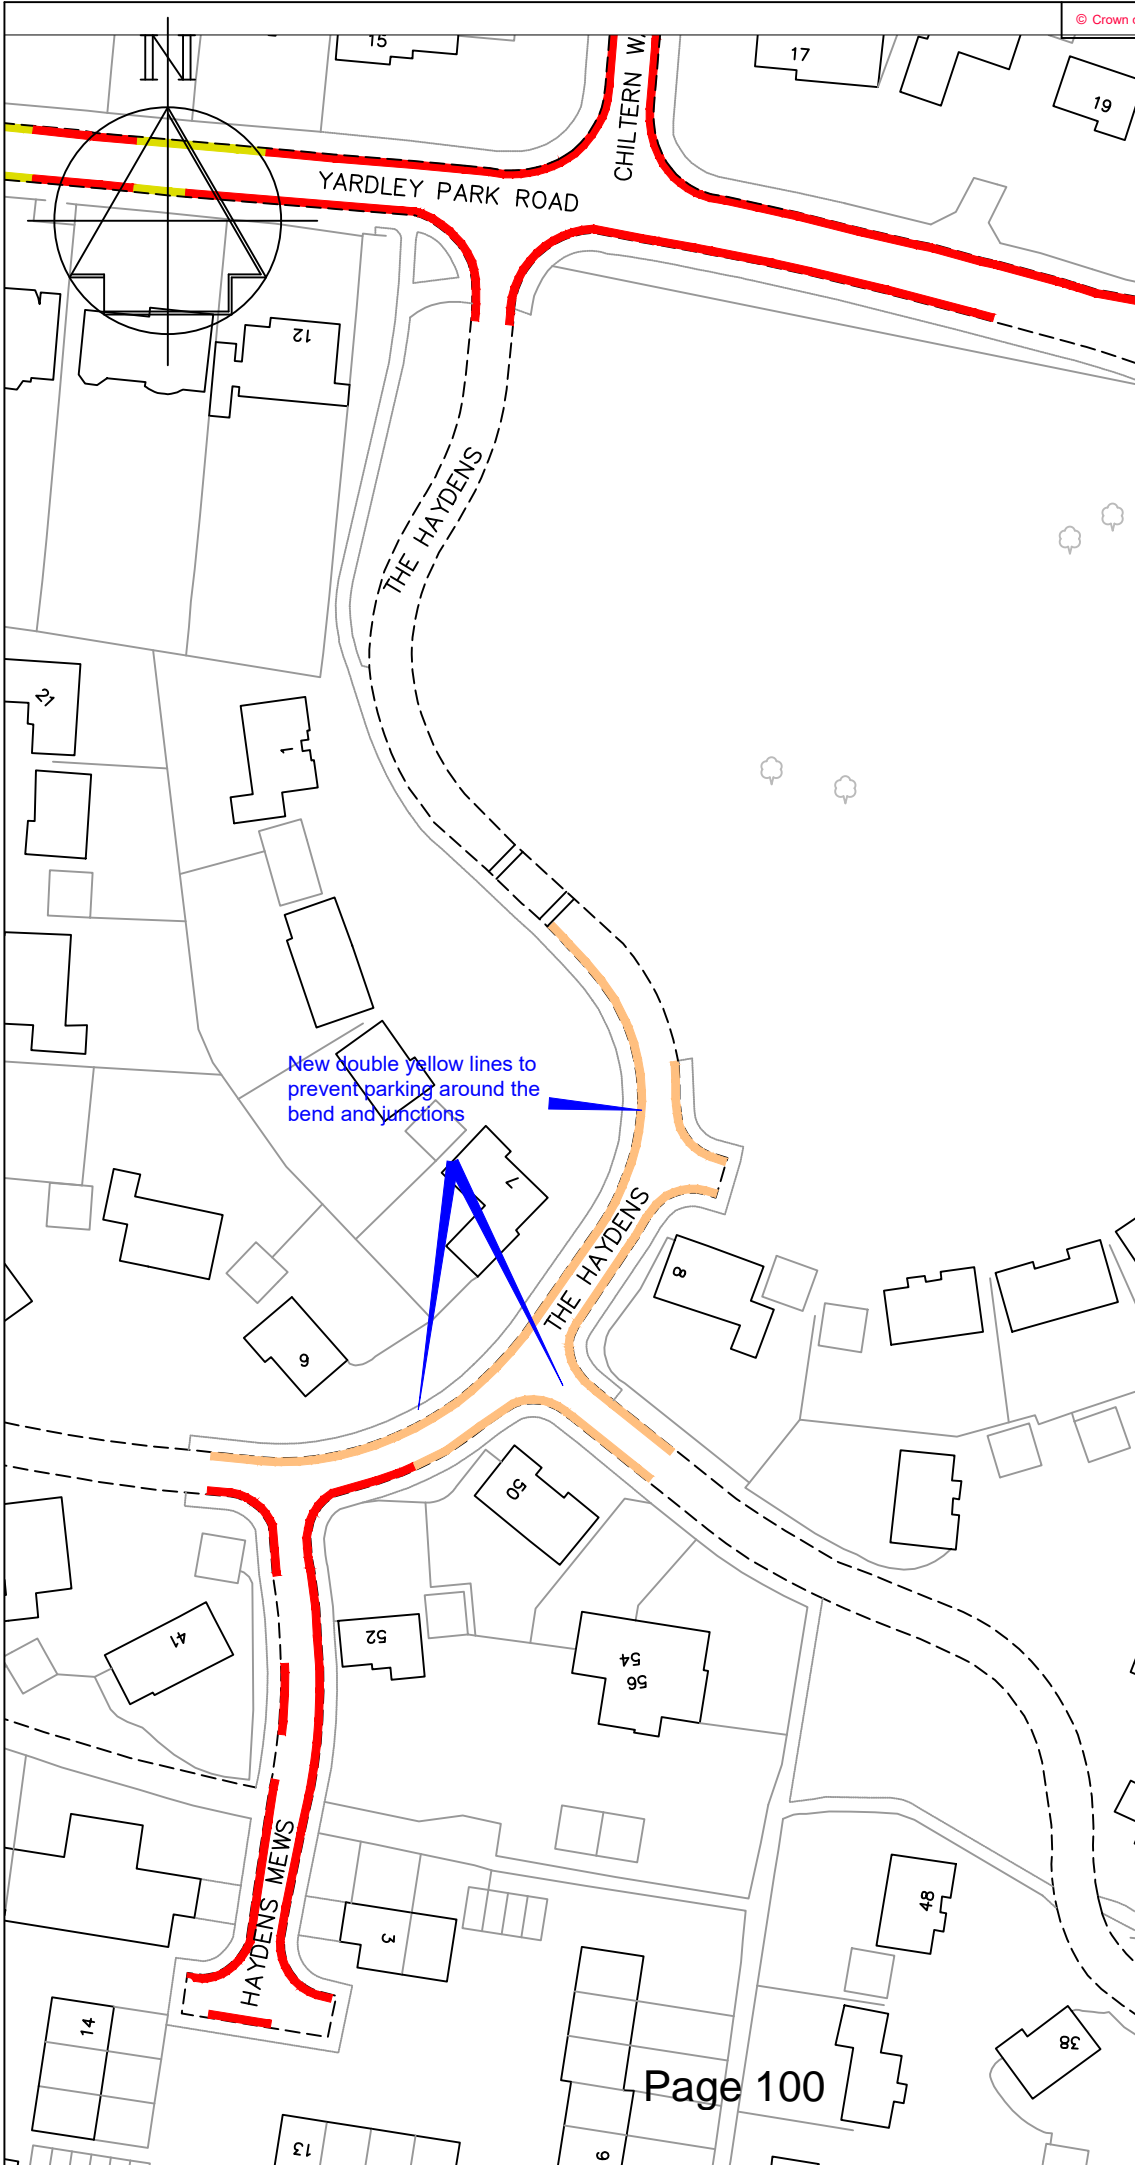 © Crown c
N
15
CHILTERN WA
17
19
YARDLEY PARK ROAD
12
THE HAYDENS
21
1
New double yellow lines to
prevent parking around the
bend and junctions
7
THE HAYDENS
8
9
50
41
52
54
56
HAYDENS MEWS
3
48
14
38
Page 100
13
9